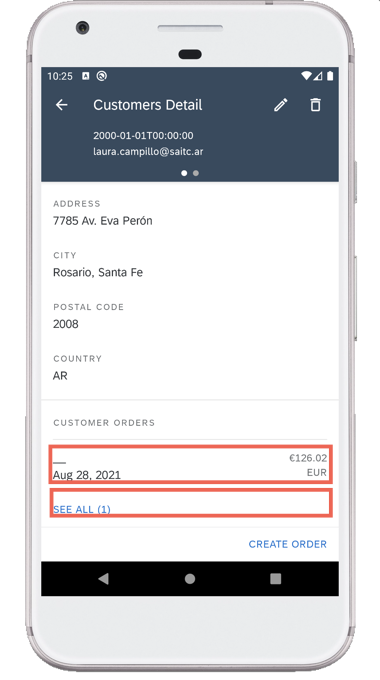 10:25
Customers Detail
2000-01-01T00:00:00
laura.campillo@saitc.ar
ADDRESS
7785 Av. Eva Perón
CITY
Rosario, Santa Fe
POSTAL CODE
2008
COUNTRY
AR
CUSTOMER ORDERS
__ €126.02
Aug 28, 2021 EUR
SEE ALL (1)
CREATE ORDER